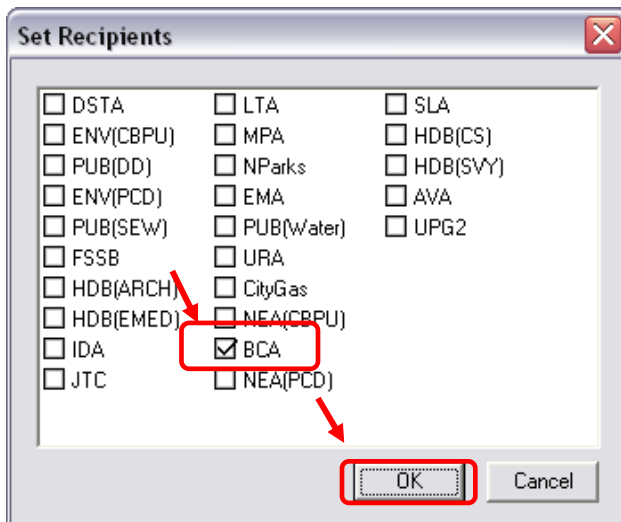 Set Recipients
DSTA
ENV(CBPU)
PUB(DD)
ENV(PCD)
PUB(SEW)
FSSB
HDB(ARCH)
HDB(EMED)
IDA
JTC
LTA
MPA
NParks
EMA
PUB(Water)
URA
CityGas
NEA(CBPU)
BCA
NEA(PCD)
SLA
HDB(CS)
HDB(SVY)
AVA
UPG2
OK
Cancel